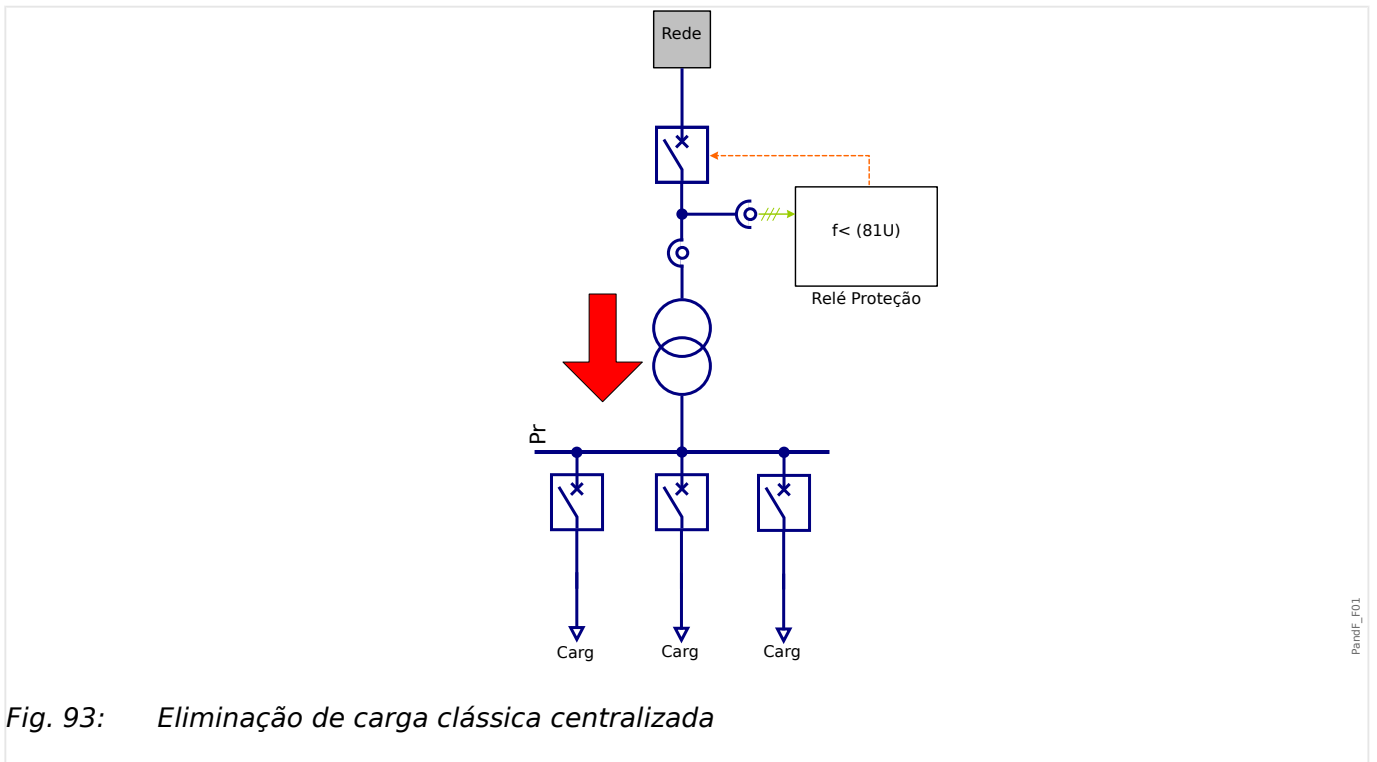 Rede
f< (81U)
Relé Proteção
Pr
Carg
Carg
Carg
PandF_F01
Fig. 93: Eliminação de carga clássica centralizada